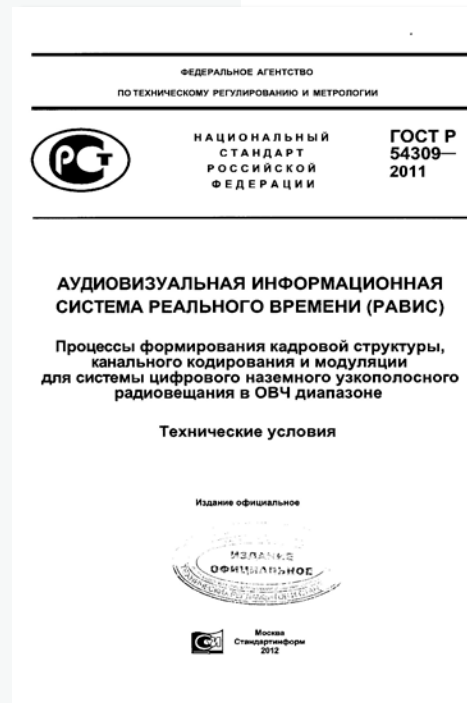 ФЕДЕРАЛЬНОЕ АГЕНТСТВО
ПО ТЕХНИЧЕСКОМУ РЕГУЛИРОВАНИЮ И МЕТРОЛОГИИ
НАЦИОНАЛЬНЫЙ
СТАНДАРТ
РОССИЙСКОЙ
ФЕДЕРАЦИИ
ГОСТ Р
54309—
2011
АУДИОВИЗУАЛЬНАЯ ИНФОРМАЦИОННАЯ
СИСТЕМА РЕАЛЬНОГО ВРЕМЕНИ (РАВИС)
Процессы формирования кадровой структуры,
канального кодирования и модуляции
для системы цифрового наземного узкополосного
радиовещания в ОВЧ диапазоне
Технические условия
Издание официальное
ИЗДАНИЕ
ОФИЦИАЛЬНОЕ
Москва
Стандартинформ
2012